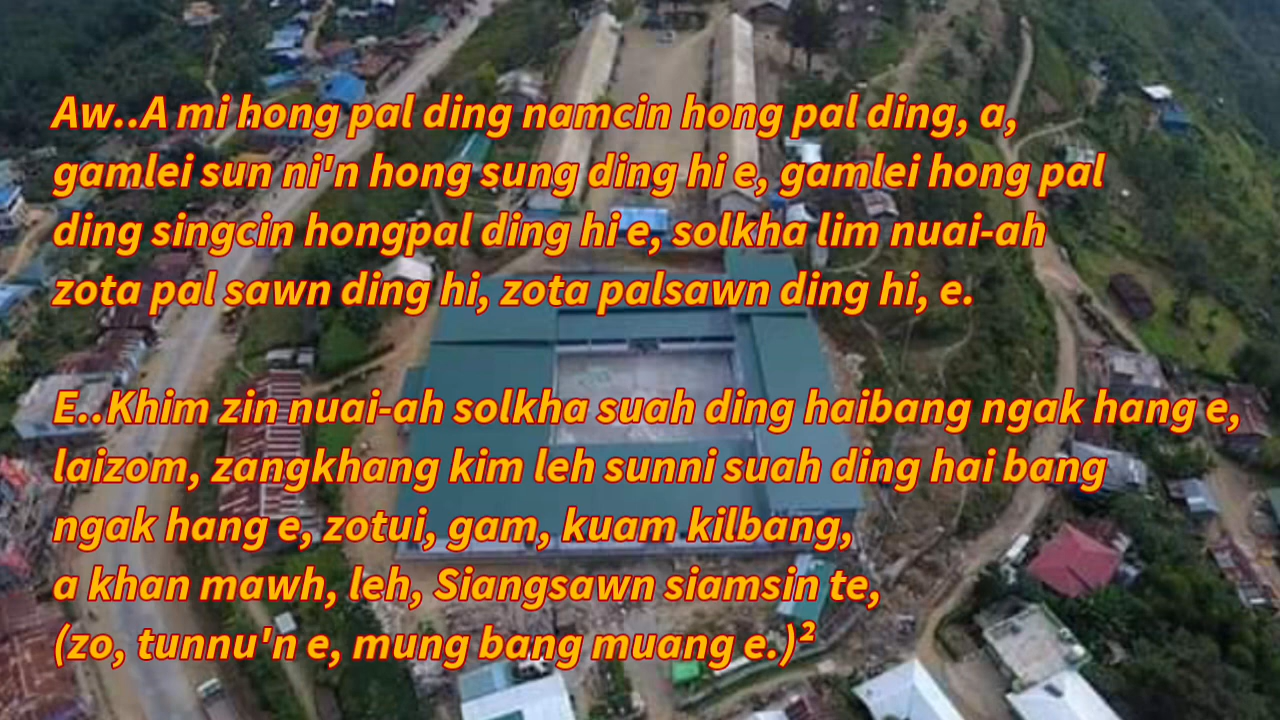 Aw..A mi hong pal ding namcin hong pal ding, a,
gamlei sun ni'n hong sung ding hi e, gamlei hong pal
ding singcin hongpal ding hi e, solkha lim nuai-ah
zota pal sawn ding hi, zota palsawn ding hi, e.
E..Khim zin nuai-ah solkha suah ding haibang ngak hang e,
laizom, zangkhang kim leh sunni suah ding hai bang
ngak hang e, zotui, gam, kuam kilbang,
a khan mawh, leh, Siangsawn siamsin te,
(zo, tunnu'n e, mung bang muang e.)²